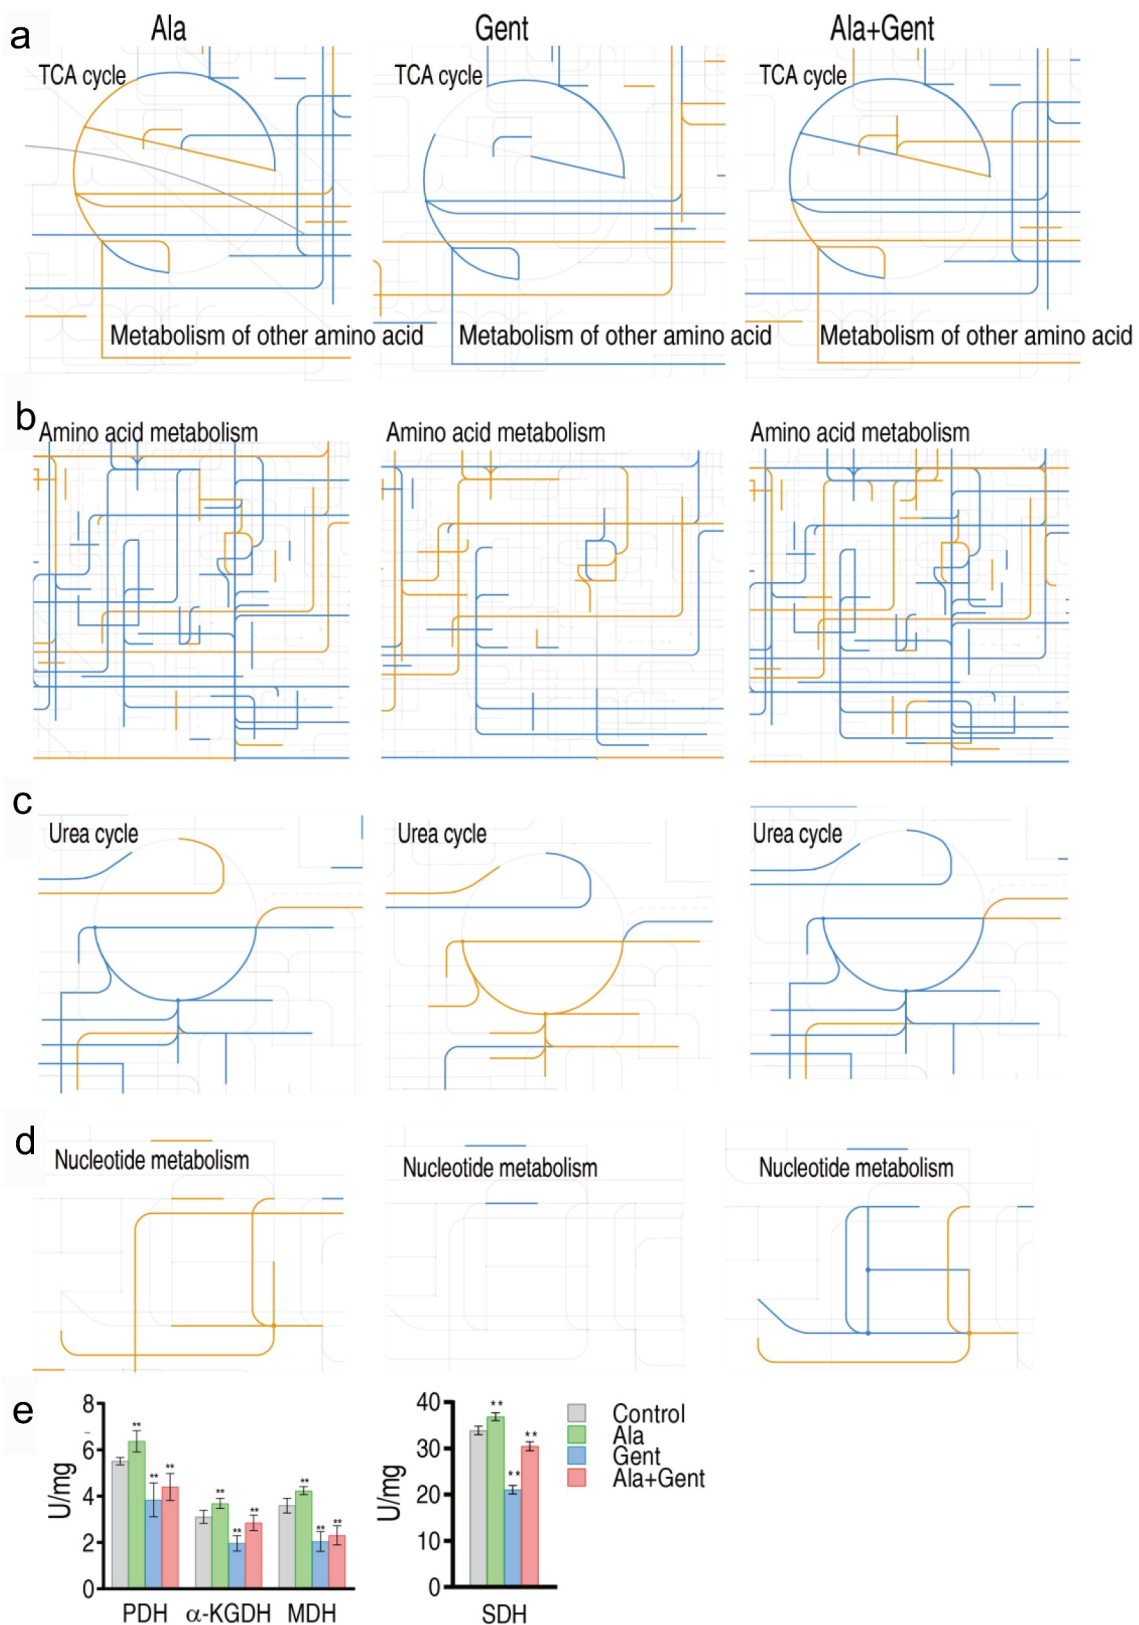 a
Ala
Gent
Ala+Gent
TCA cycle
TCA cycle
TCA cycle
Metabolism of other amino acid
Metabolism of other amino acid
Metabolism of other amino acid
b
Amino acid metabolism
Amino acid metabolism
Amino acid metabolism
c
Urea cycle
Urea cycle
Urea cycle
d
Nucleotide metabolism
Nucleotide metabolism
Nucleotide metabolism
e
U/mg
8
6
4
2
0
**
**
**
**
**
**
**
**
**
PDH
α-KGDH
MDH
U/mg
40
30
20
10
0
**
**
**
SDH
Control
Ala
Gent
Ala+Gent